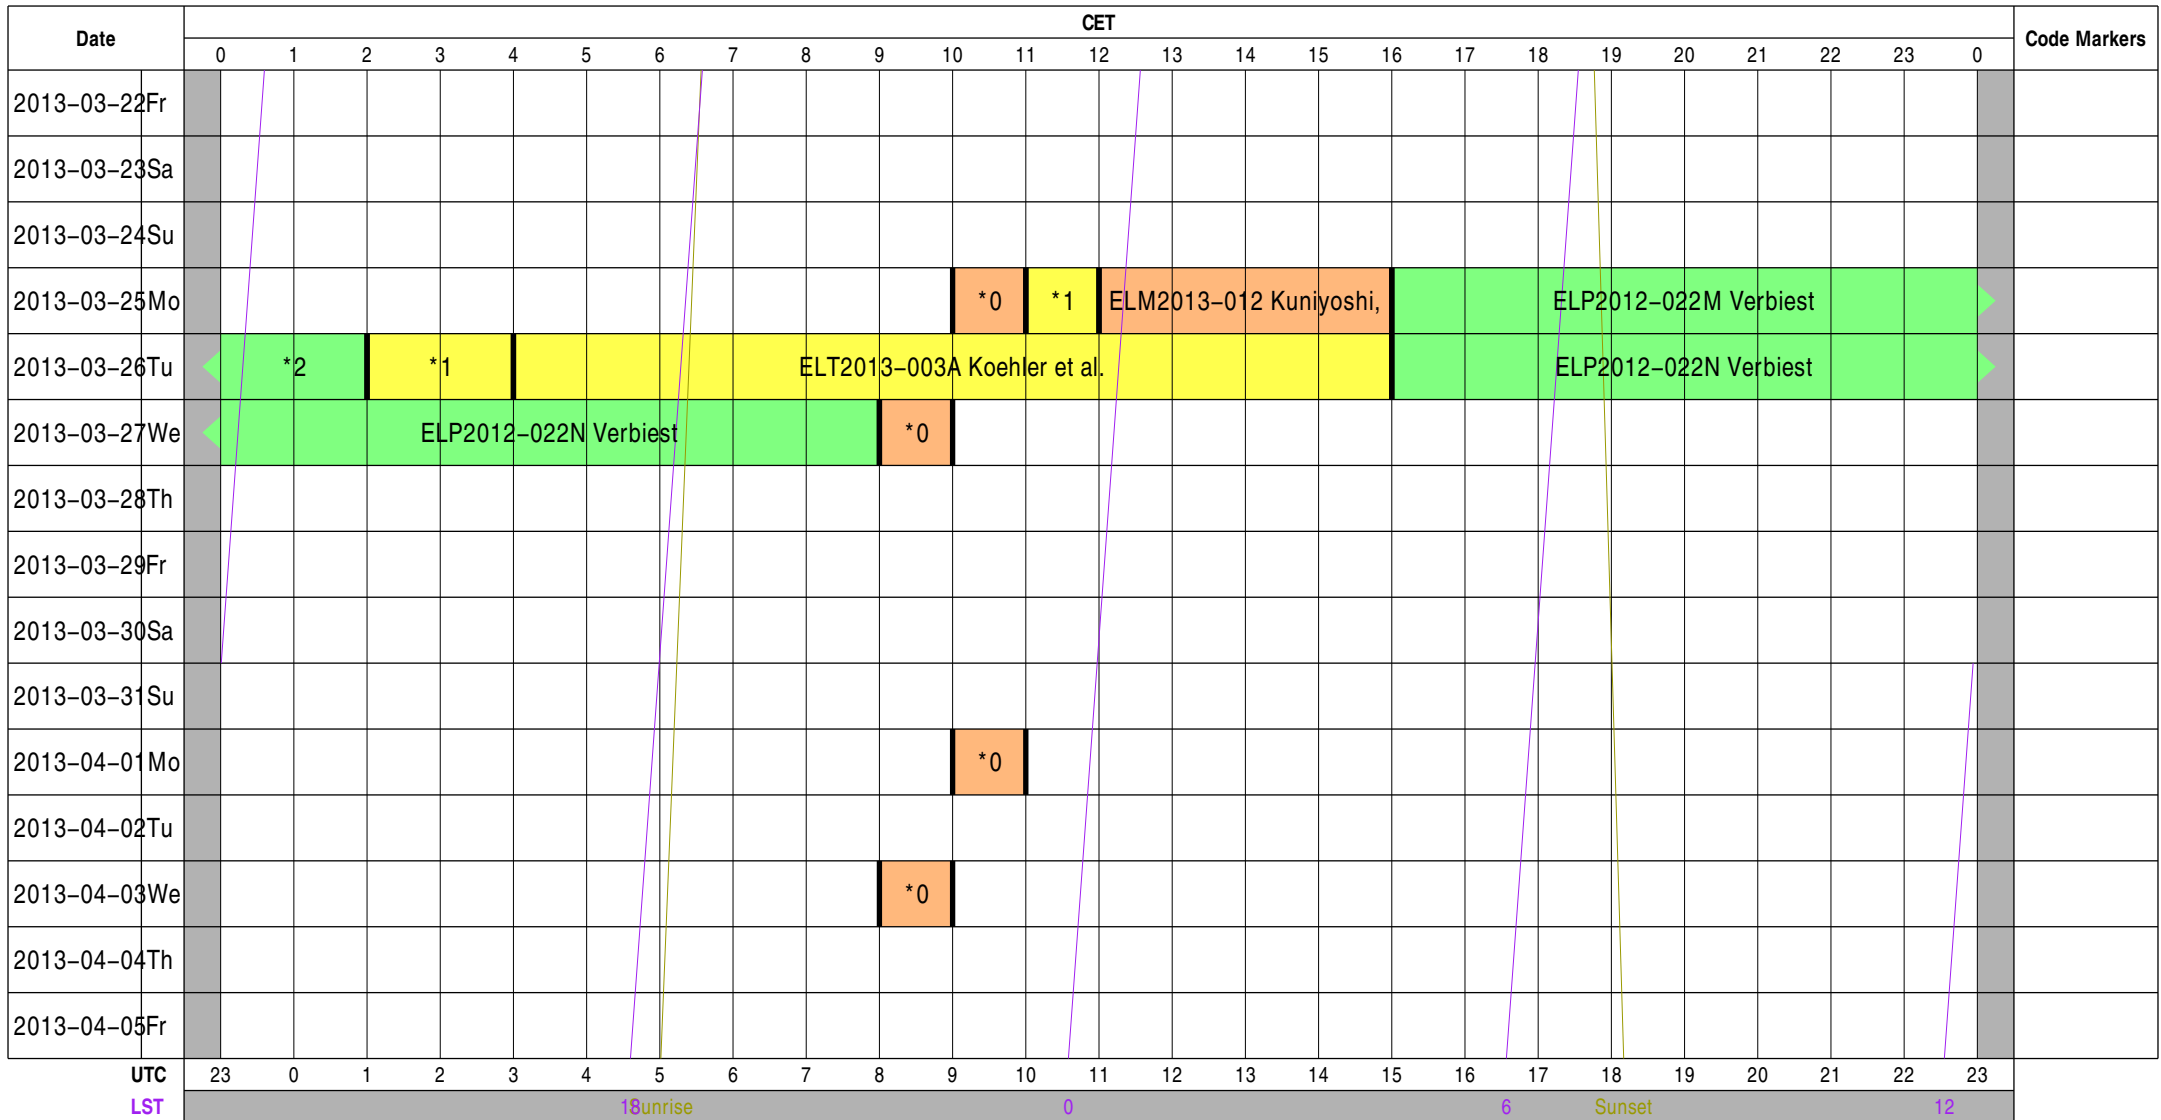 Date CET Code Markers
0 1 2 3 4 5 6 7 8 9 10 11 12 13 14 15 16 17 18 19 20 21 22 23 0
2013-03-22Fr
2013-03-23Sa
2013-03-24Su
2013-03-25Mo *0 *1 ELM2013-012 Kuniyoshi, ELP2012-022M Verbiest
2013-03-26Tu *2 *1 ELT2013-003A Koehler et al. ELP2012-022N Verbiest
2013-03-27We ELP2012-022N Verbiest *0
2013-03-28Th
2013-03-29Fr
2013-03-30Sa
2013-03-31Su
2013-04-01Mo *0
2013-04-02Tu
2013-04-03We *0
2013-04-04Th
2013-04-05Fr
UTC 23 0 1 2 3 4 5 6 7 8 9 10 11 12 13 14 15 16 17 18 19 20 21 22 23
LST 18 Sunrise 0 6 Sunset 12